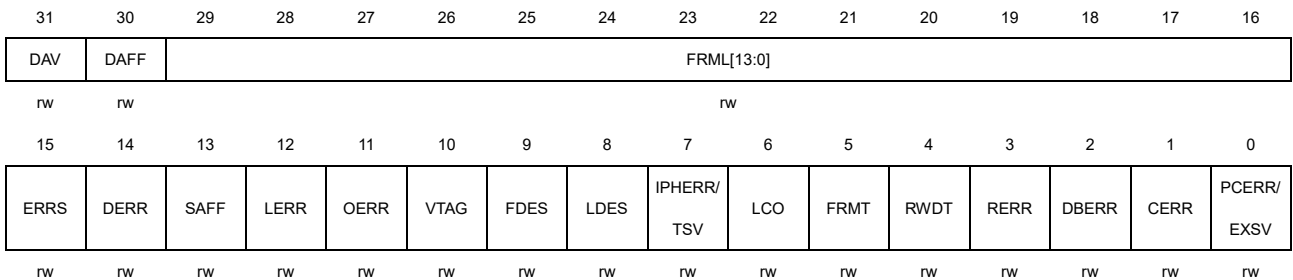 31 30 29 28 27 26 25 24 23 22 21 20 19 18 17 16
DAV DAFF FRML[13:0]
rw rw rw
15 14 13 12 11 10 9 8 7 6 5 4 3 2 1 0
ERRS DERR SAFF LERR OERR VTAG FDES LDES IPHERR/ TSV LCO FRMT RWDT RERR DBERR CERR PCERR/ EXSV
rw rw rw rw rw rw rw rw rw rw rw rw rw rw rw rw